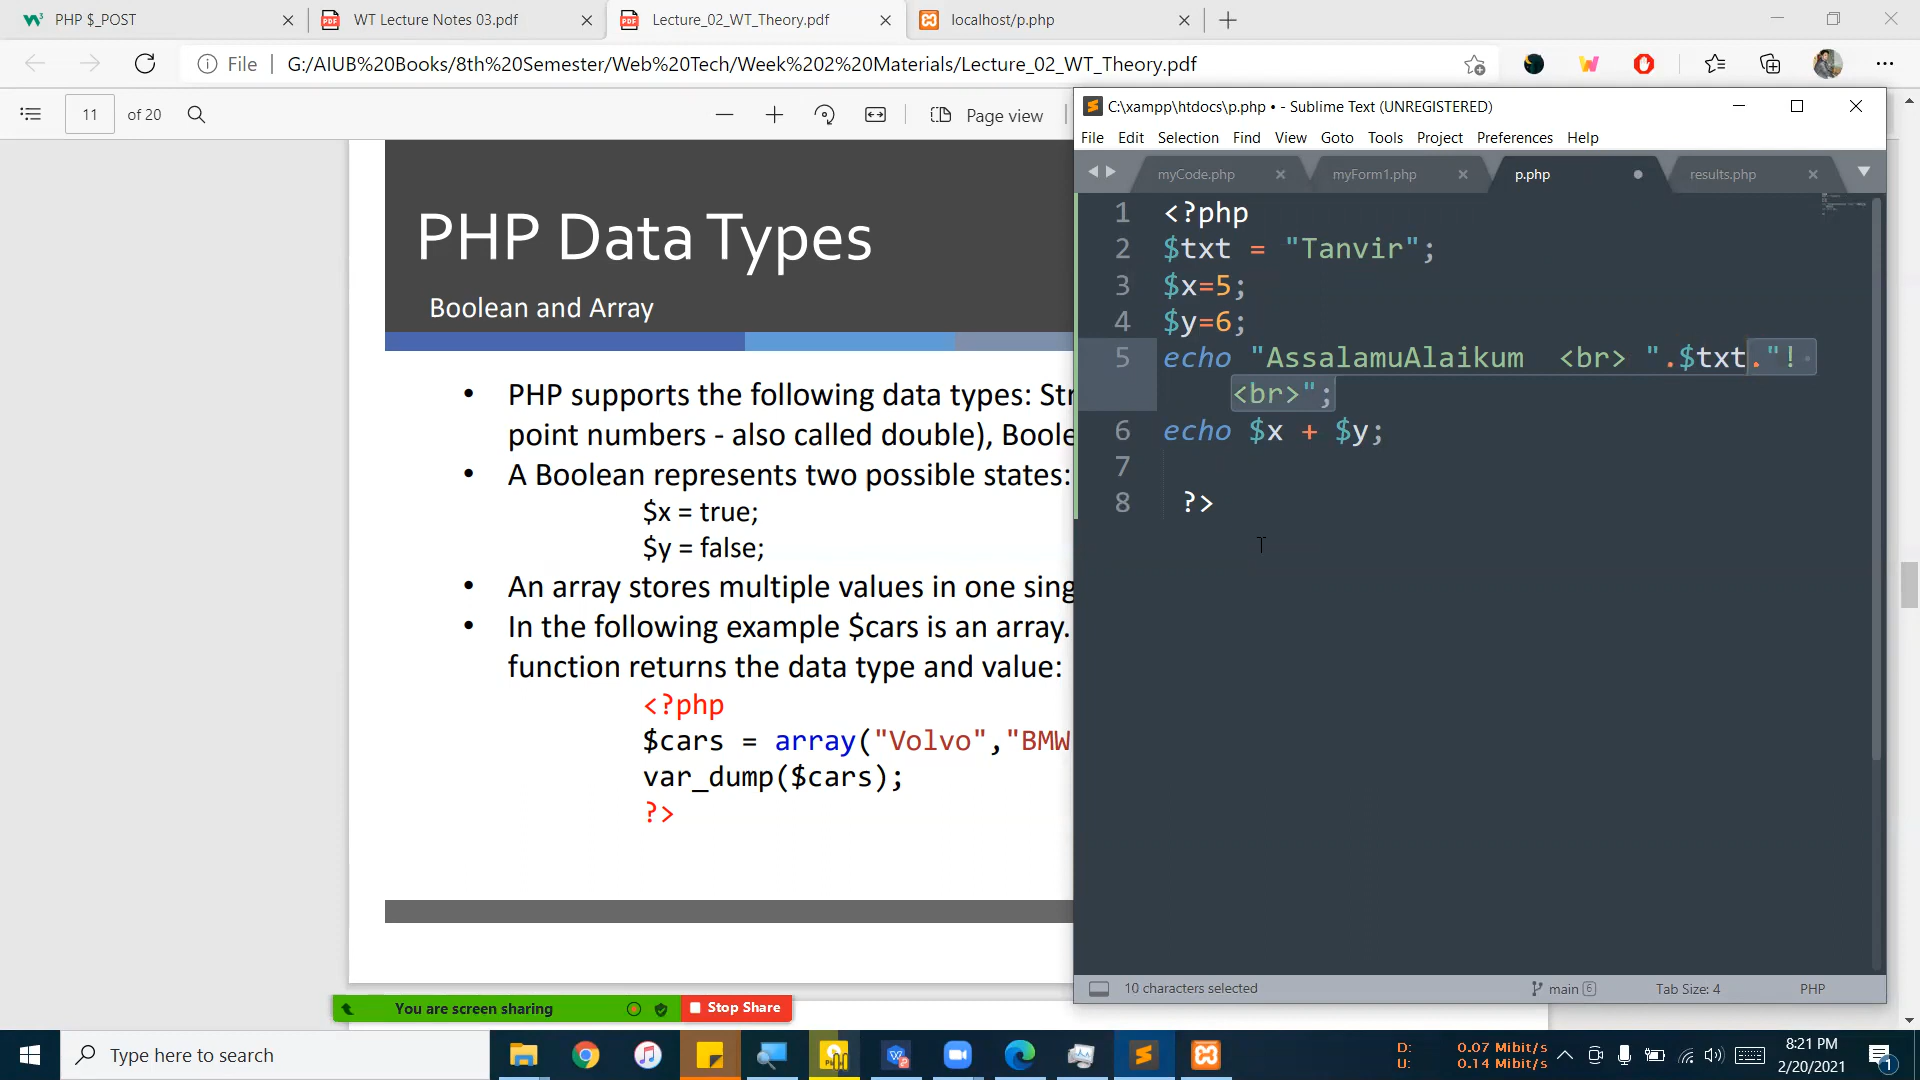 PHP $_POST
WT Lecture Notes 03.pdf
Lecture_02_WT_Theory.pdf
localhost/p.php
File
G:/AIUB%20Books/8th%20Semester/Web%20Tech/Week%202%20Materials/Lecture_02_WT_Theory.pdf
11
of 20
Page view
PHP Data Types
Boolean and Array
• PHP supports the following data types: Str
point numbers - also called double), Boole
• A Boolean represents two possible states:
$x = true;
$y = false;
• An array stores multiple values in one sing
• In the following example $cars is an array.
function returns the data type and value:
<?php
$cars = array("Volvo","BMW
var_dump($cars);
?>
C:\xampp\htdocs\p.php • - Sublime Text (UNREGISTERED)
File Edit Selection Find View Goto Tools Project Preferences Help
myCode.php
myForm1.php
p.php
results.php
1 <?php
2 $txt = "Tanvir";
3 $x=5;
4 $y=6;
5 echo "AssalamuAlaikum  <br> ".$txt."!
<br>";
6 echo $x + $y;
7
8 ?>
10 characters selected
main 6
Tab Size: 4
PHP
You are screen sharing
Stop Share
Type here to search
D: 0.07 Mibit/s
U: 0.14 Mibit/s
8:21 PM
2/20/2021
1